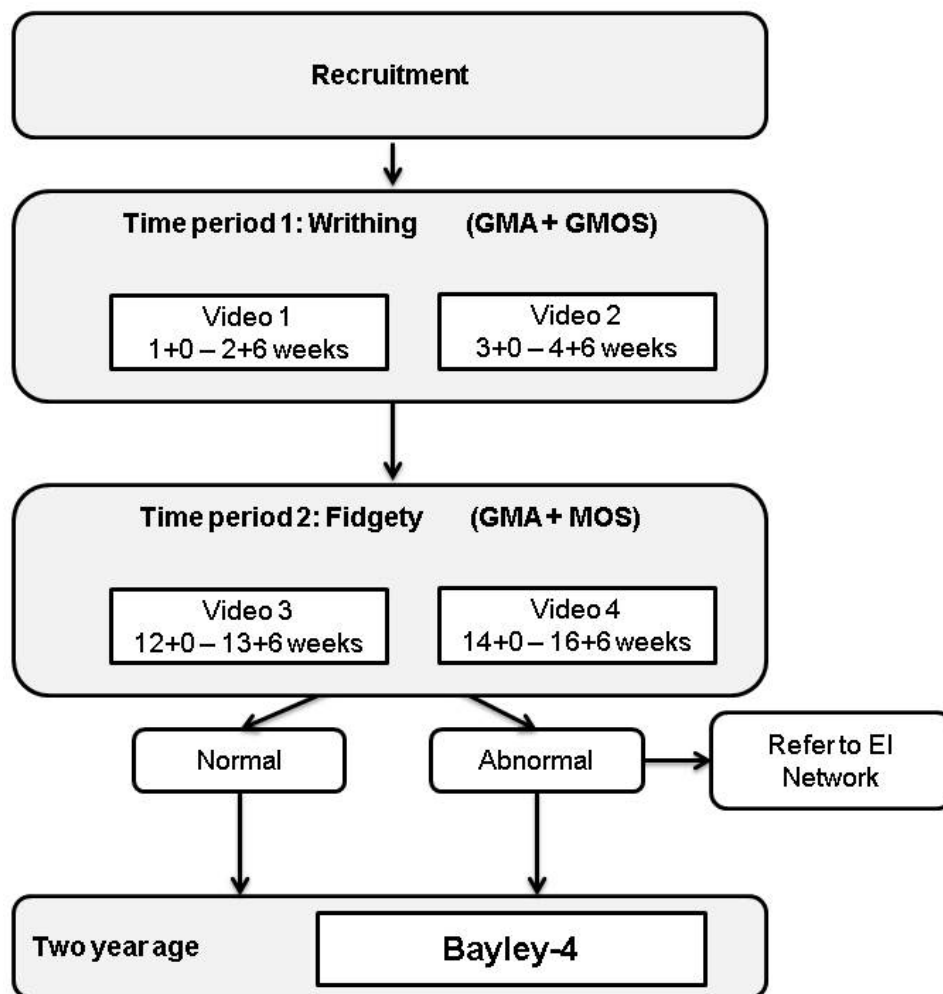 Recruitment
Time period 1: Writhing (GMA + GMOS)
Video 1
1+0 – 2+6 weeks
Video 2
3+0 – 4+6 weeks
Time period 2: Fidgety (GMA + MOS)
Video 3
12+0 – 13+6 weeks
Video 4
14+0 – 16+6 weeks
Normal
Abnormal
Refer to EI
Network
Two year age
Bayley-4